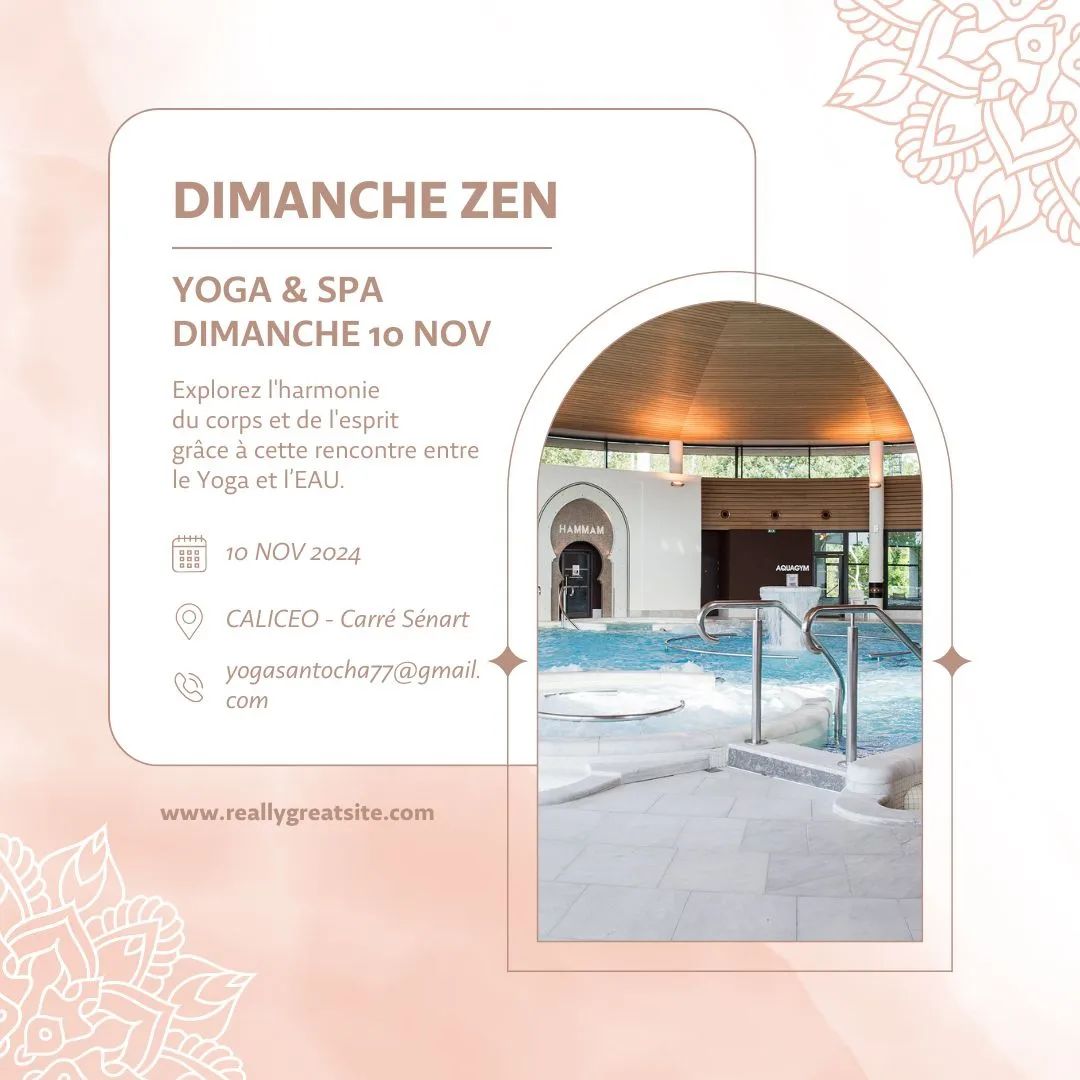 DIMANCHE ZEN
YOGA & SPA
DIMANCHE 10 NOV
Explorez l'harmonie
du corps et de l'esprit
grâce à cette rencontre entre
le Yoga et l’EAU.
10 NOV 2024
CALICEO - Carré Sénart
yogasantocha77@gmail.
com
www.reallygreatsite.com
HAMMAM
AQUAGYM